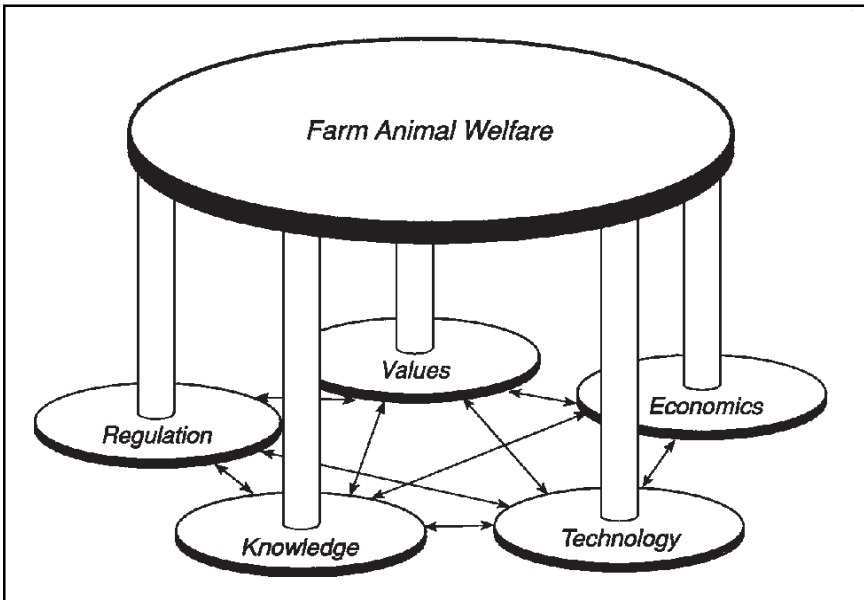 Farm Animal Welfare
Values
Economics
Regulation
Knowledge
Technology